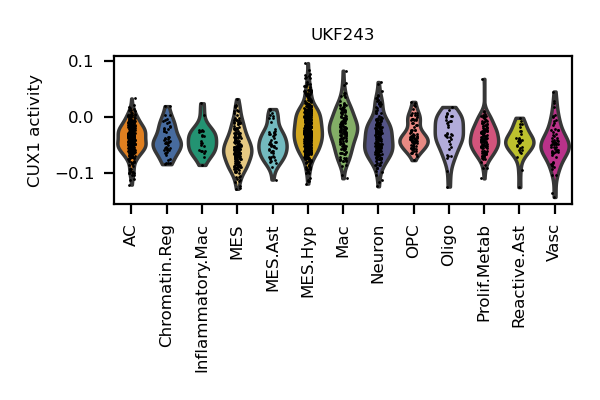 UKF243
CUX1 activity
0.1
0.0
−0.1
AC
Chromatin.Reg
Inflammatory.Mac
MES
MES.Ast
MES.Hyp
Mac
Neuron
OPC
Oligo
Prolif.Metab
Reactive.Ast
Vasc